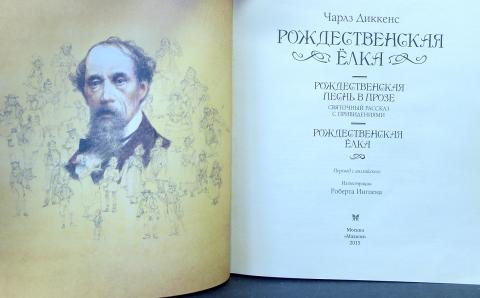 Чарлз Диккенс
РОЖДЕСТВЕНСКАЯ
ЁЛКА
РОЖДЕСТВЕНСКАЯ
ПЕСНЬ В ПРОЗЕ
СВЯТОЧНЫЙ РАССКАЗ
С ПРИВИДЕНИЯМИ
РОЖДЕСТВЕНСКАЯ
ЁЛКА
Перевод с английского
Иллюстрации
Роберта Ингпена
Москва
«Махаон»
2015